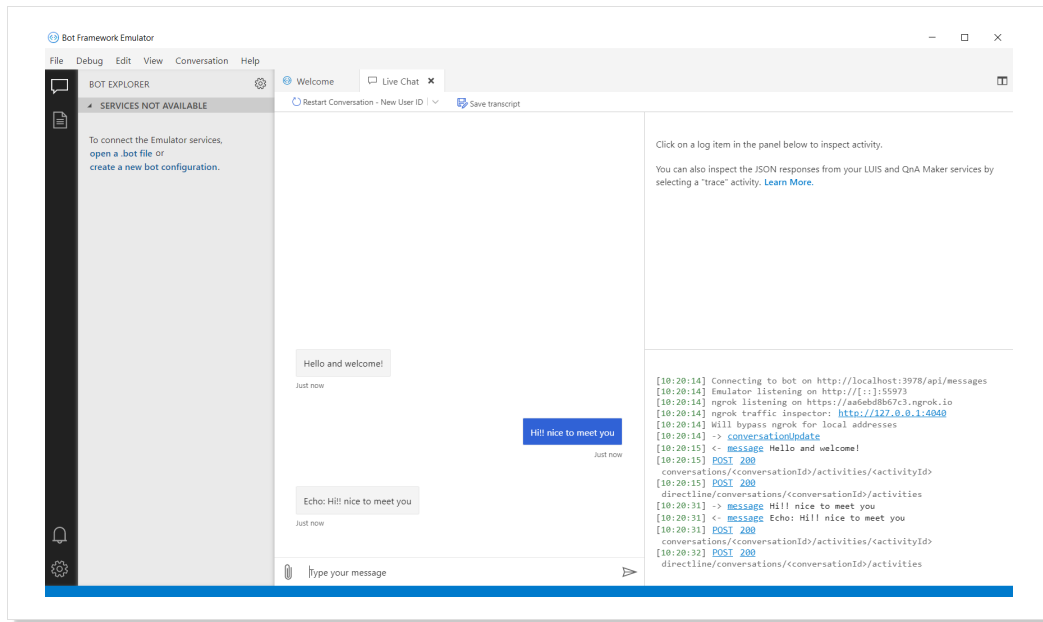 Bot Framework Emulator
File Debug Edit View Conversation Help
BOT EXPLORER
SERVICES NOT AVAILABLE
To connect the Emulator services,
open a .bot file or
create a new bot configuration.
Welcome
Live Chat
Restart Conversation - New User ID
Save transcript
Hello and welcome!
Just now
Hi!! nice to meet you
Just now
Echo: Hi!! nice to meet you
Just now
Type your message
Click on a log item in the panel below to inspect activity.
You can also inspect the JSON responses from your LUIS and QnA Maker services by
selecting a "trace" activity. Learn More.
[10:20:14] Connecting to bot on http://localhost:3978/api/messages
[10:20:14] Emulator listening on http://[::]:55973
[10:20:14] ngrok listening on https://aa6ebd8b67c3.ngrok.io
[10:20:14] ngrok traffic inspector: http://127.0.0.1:4040
[10:20:14] Will bypass ngrok for local addresses
[10:20:14] -> conversationUpdate
[10:20:15] <- message Hello and welcome!
[10:20:15] POST 200
conversations/<conversationId>/activities/<activityId>
[10:20:15] POST 200
directline/conversations/<conversationId>/activities
[10:20:31] -> message Hi!! nice to meet you
[10:20:31] <- message Echo: Hi!! nice to meet you
[10:20:31] POST 200
conversations/<conversationId>/activities/<activityId>
[10:20:32] POST 200
directline/conversations/<conversationId>/activities